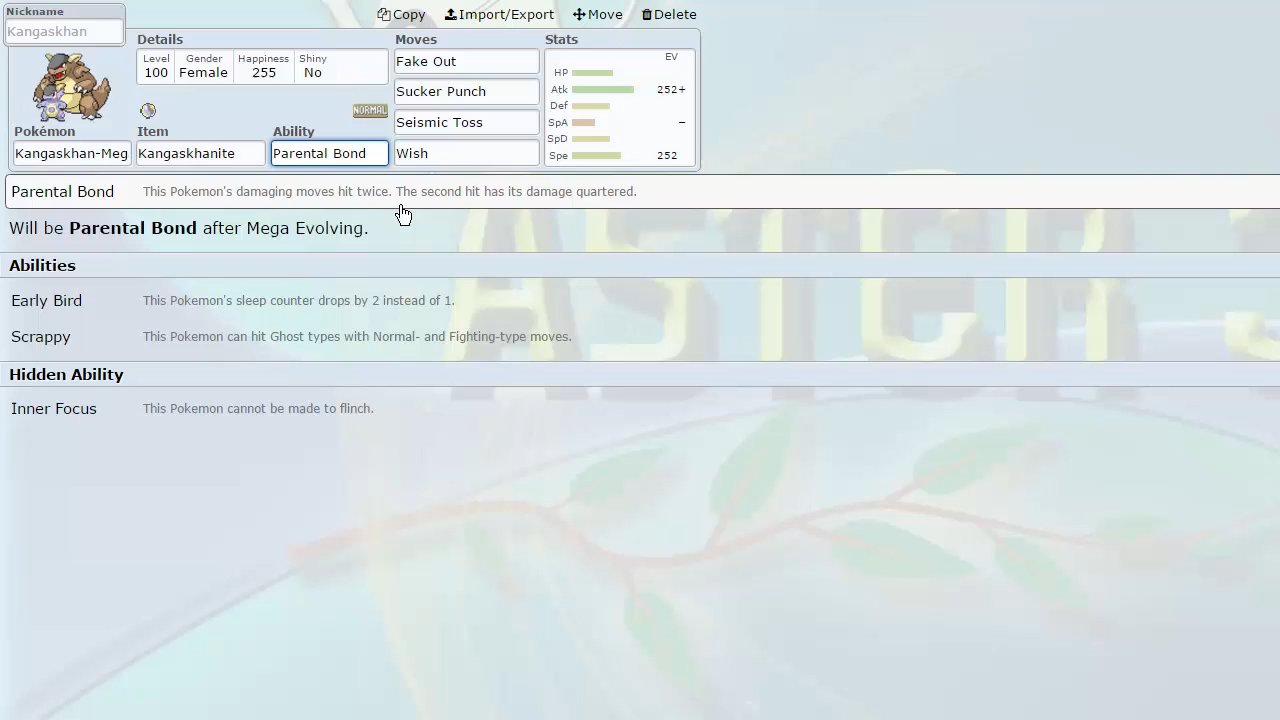 Nickname
Kangaskhan
Copy Import/Export Move Delete
Details
Moves
Stats
Level Gender Happiness Shiny
100 Female 255 No
NORMAL
Pokémon
Item
Ability
Kangaskhan-Meg
Kangaskhanite
Parental Bond
Fake Out
Sucker Punch
Seismic Toss
Wish
EV
HP
Atk 252+
Def
SpA −
SpD
Spe 252
Parental Bond This Pokemon's damaging moves hit twice. The second hit has its damage quartered.
Will be Parental Bond after Mega Evolving.
Abilities
Early Bird This Pokemon's sleep counter drops by 2 instead of 1.
Scrappy This Pokemon can hit Ghost types with Normal- and Fighting-type moves.
Hidden Ability
Inner Focus This Pokemon cannot be made to flinch.